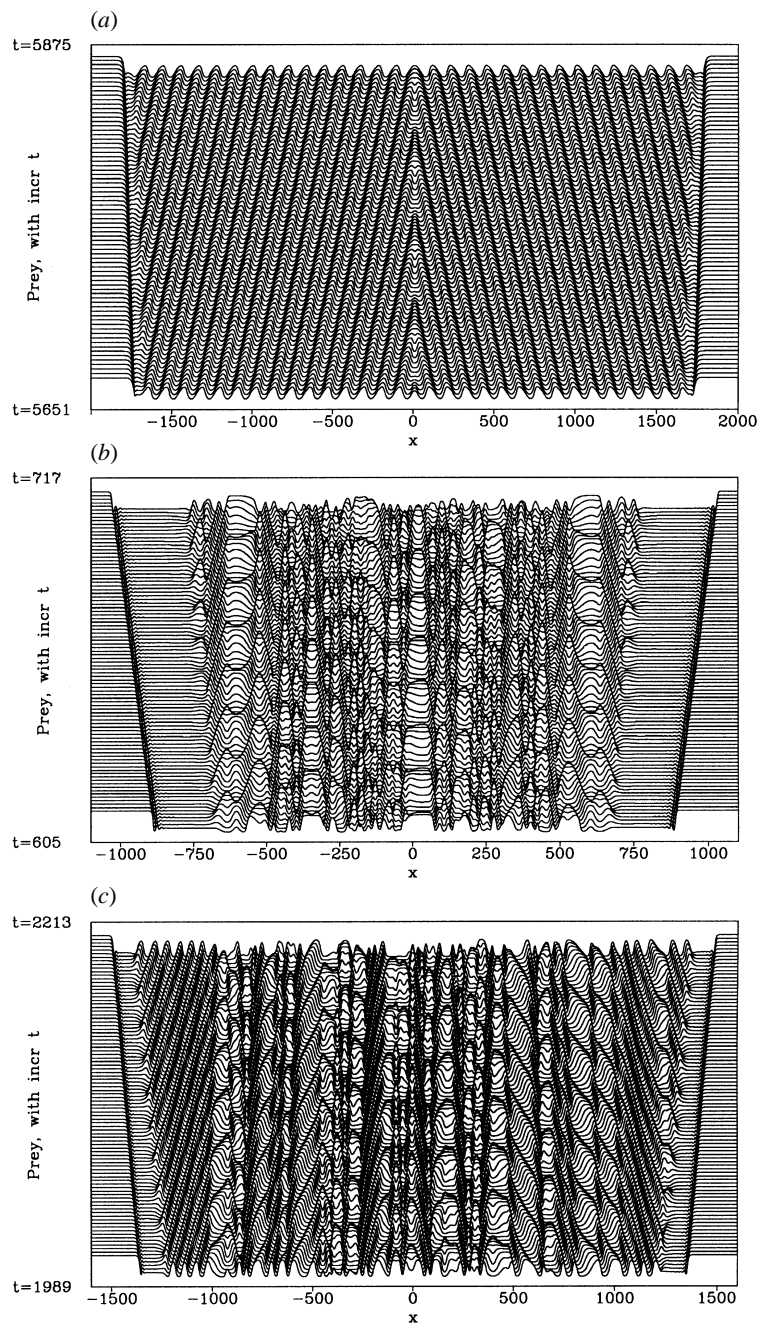 (a)
t=5875
Prey, with incr t
t=5651
−1500 −1000 −500 0 500 1000 1500 2000
x
(b)
t=717
Prey, with incr t
t=605
−1000 −750 −500 −250 0 250 500 750 1000
x
(c)
t=2213
Prey, with incr t
t=1989
−1500 −1000 −500 0 500 1000 1500
x